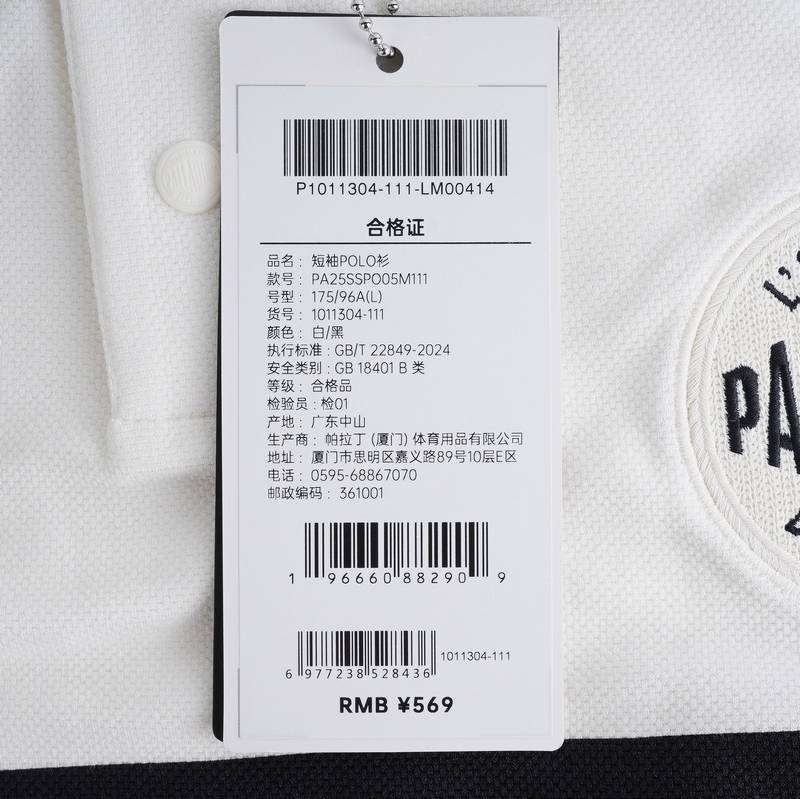 P1011304-111-LM00414
合格证
品名：短袖POLO衫
款号：PA25SSPO05M111
号型：175/96A(L)
货号：1011304-111
颜色：白/黑
执行标准：GB/T 22849-2024
安全类别：GB 18401 B 类
等级：合格品
检验员：检01
产地：广东中山
生产商：帕拉丁（厦门）体育用品有限公司
地址：厦门市思明区嘉义路89号10层E区
电话：0595-68867070
邮政编码：361001
1 96660 88290 9
6 977238 528436
1011304-111
RMB ¥569
L'
PA